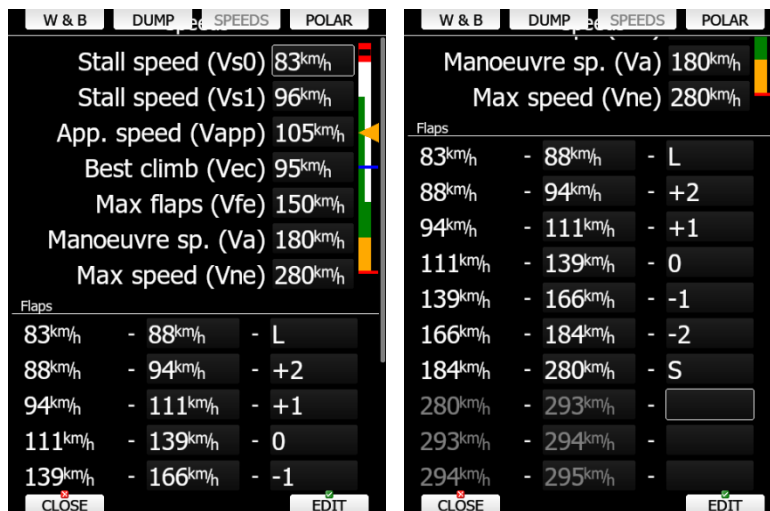 W & B DUMP SPEEDS POLAR
Speeds
Stall speed (Vs0) 83km/h
Stall speed (Vs1) 96km/h
App. speed (Vapp) 105km/h
Best climb (Vec) 95km/h
Max flaps (Vfe) 150km/h
Manoeuvre sp. (Va) 180km/h
Max speed (Vne) 280km/h
Flaps
83km/h - 88km/h - L
88km/h - 94km/h - +2
94km/h - 111km/h - +1
111km/h - 139km/h - 0
139km/h - 166km/h - -1
CLOSE EDIT
W & B DUMP SPEEDS POLAR
Manoeuvre sp. (Va) 180km/h
Max speed (Vne) 280km/h
Flaps
83km/h - 88km/h - L
88km/h - 94km/h - +2
94km/h - 111km/h - +1
111km/h - 139km/h - 0
139km/h - 166km/h - -1
166km/h - 184km/h - -2
184km/h - 280km/h - S
280km/h - 293km/h -
293km/h - 294km/h -
294km/h - 295km/h -
CLOSE EDIT